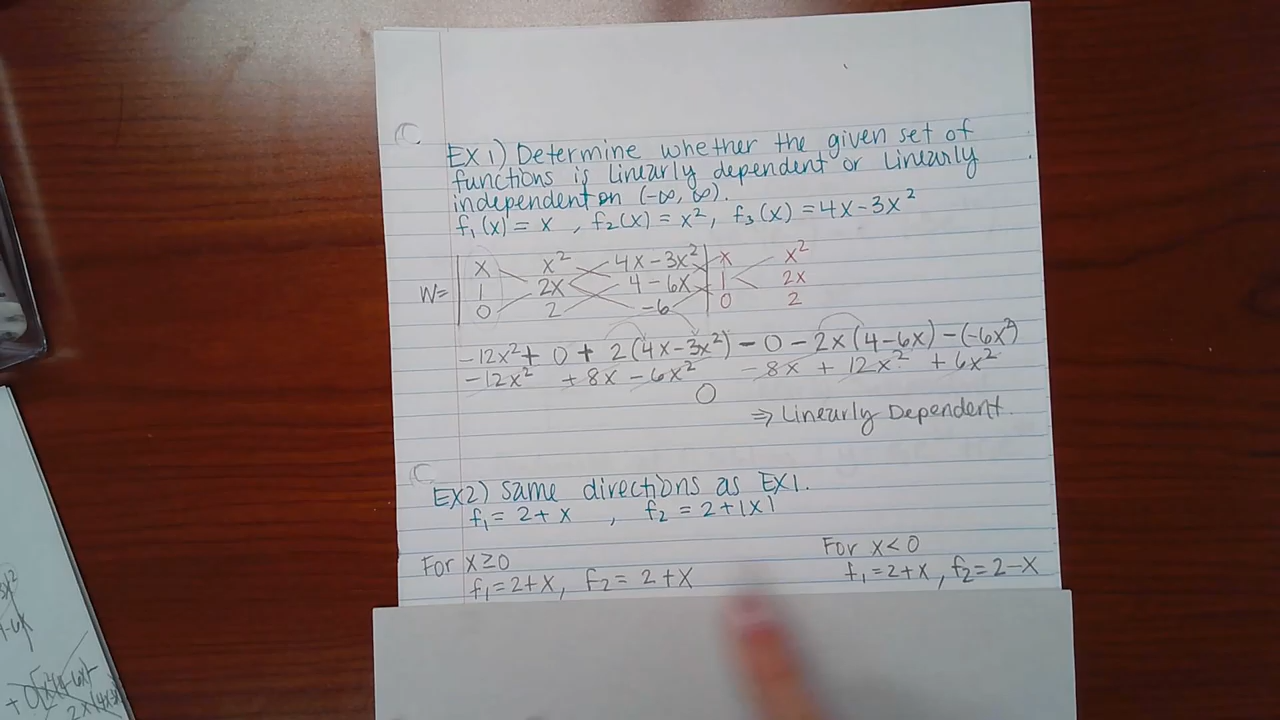 EX 1) Determine whether the given set of
functions is linearly dependent or linearly
independent on (-∞, ∞).
f₁(x) = x , f₂(x) = x², f₃(x) = 4x-3x²
W= | x x² 4x-3x² | x x²
1 2x 4-6x 1 2x
0 2 -6 0 2
-12x² + 0 + 2(4x-3x²) - 0 - 2x(4-6x) - (-6x²)
-12x² + 8x - 6x² - 8x + 12x² + 6x²
0
⇒ Linearly Dependent.
EX2) Same directions as EX1.
f₁ = 2+x , f₂ = 2+|x|
For x≥0 For x<0
f₁=2+x, f₂ = 2+x f₁=2+x, f₂=2-x